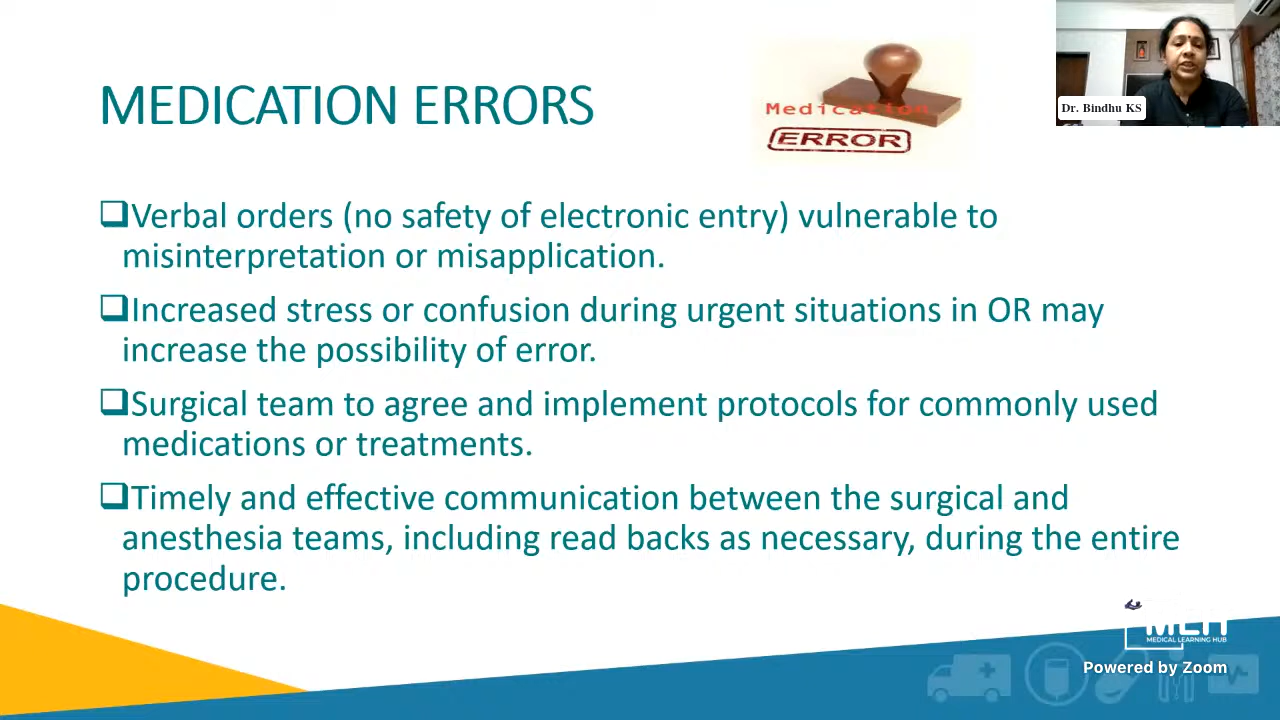 MEDICATION ERRORS
Medication
ERROR
Dr. Bindhu KS
❑Verbal orders (no safety of electronic entry) vulnerable to
misinterpretation or misapplication.
❑Increased stress or confusion during urgent situations in OR may
increase the possibility of error.
❑Surgical team to agree and implement protocols for commonly used
medications or treatments.
❑Timely and effective communication between the surgical and
anesthesia teams, including read backs as necessary, during the entire
procedure.
MLH
MEDICAL LEARNING HUB
Powered by Zoom